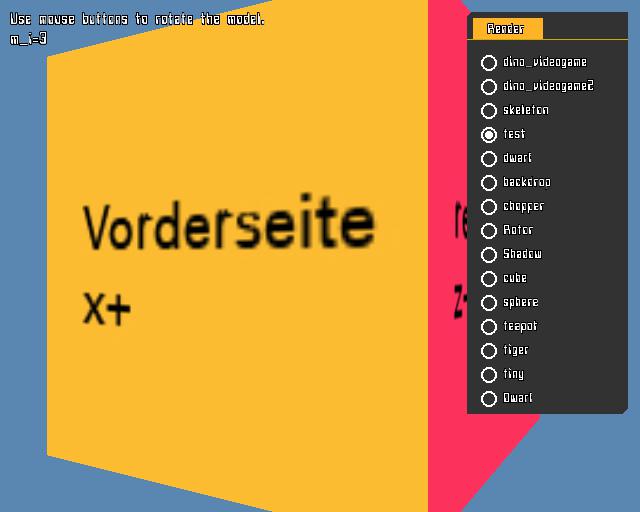 Use mouse buttons to rotate the model.
m_i=3
Vorderseite
x+
re
z-
Render
dino_videogame
dino_videogame2
skeleton
test
dwarf
backdrop
chopper
Rotor
Shadow
cube
sphere
teapot
tiger
tiny
Dwarf